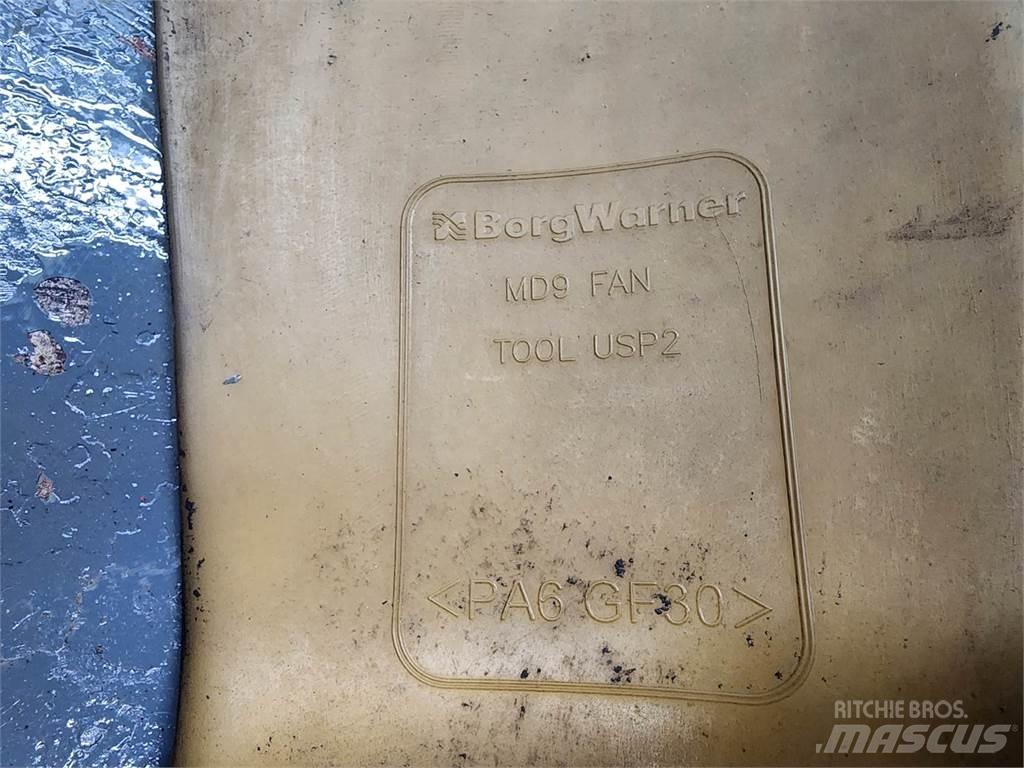 BorgWarner
MD9 FAN
TOOL USP2
<PA6 GF30>
RITCHIE BROS.
MASCUS